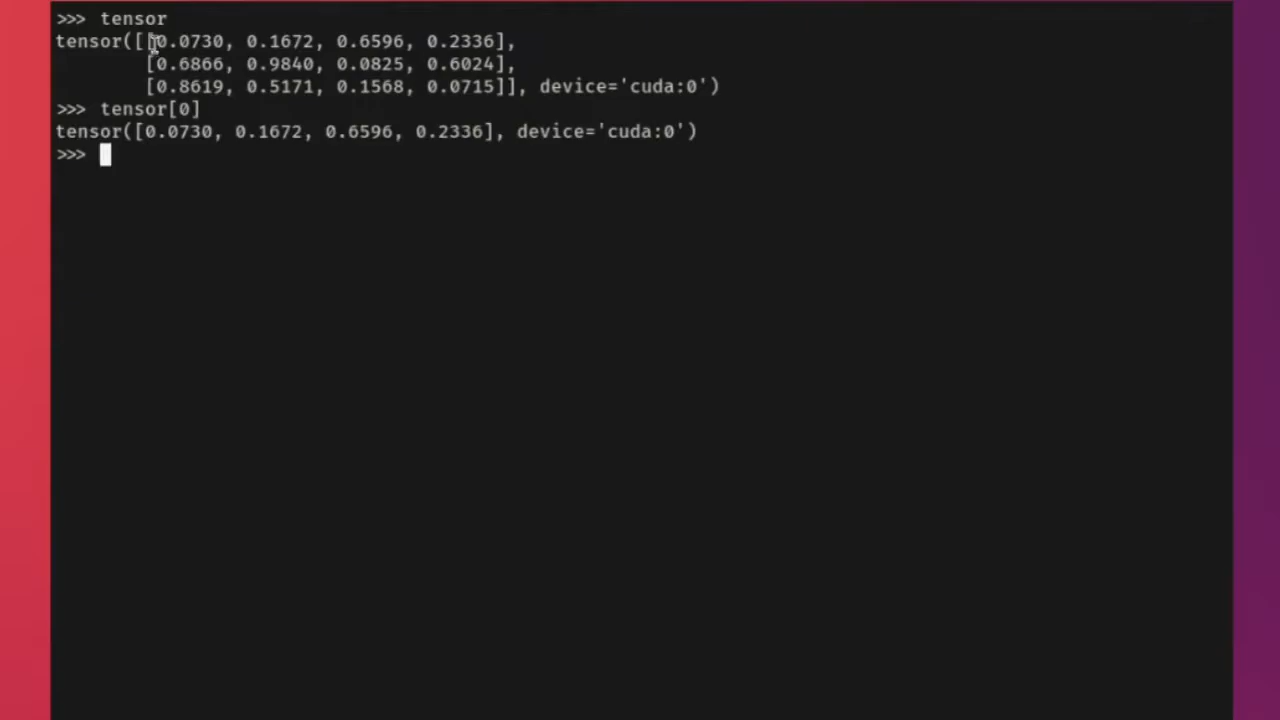 >>> tensor
tensor([[0.0730, 0.1672, 0.6596, 0.2336],
        [0.6866, 0.9840, 0.0825, 0.6024],
        [0.8619, 0.5171, 0.1568, 0.0715]], device='cuda:0')
>>> tensor[0]
tensor([0.0730, 0.1672, 0.6596, 0.2336], device='cuda:0')
>>>